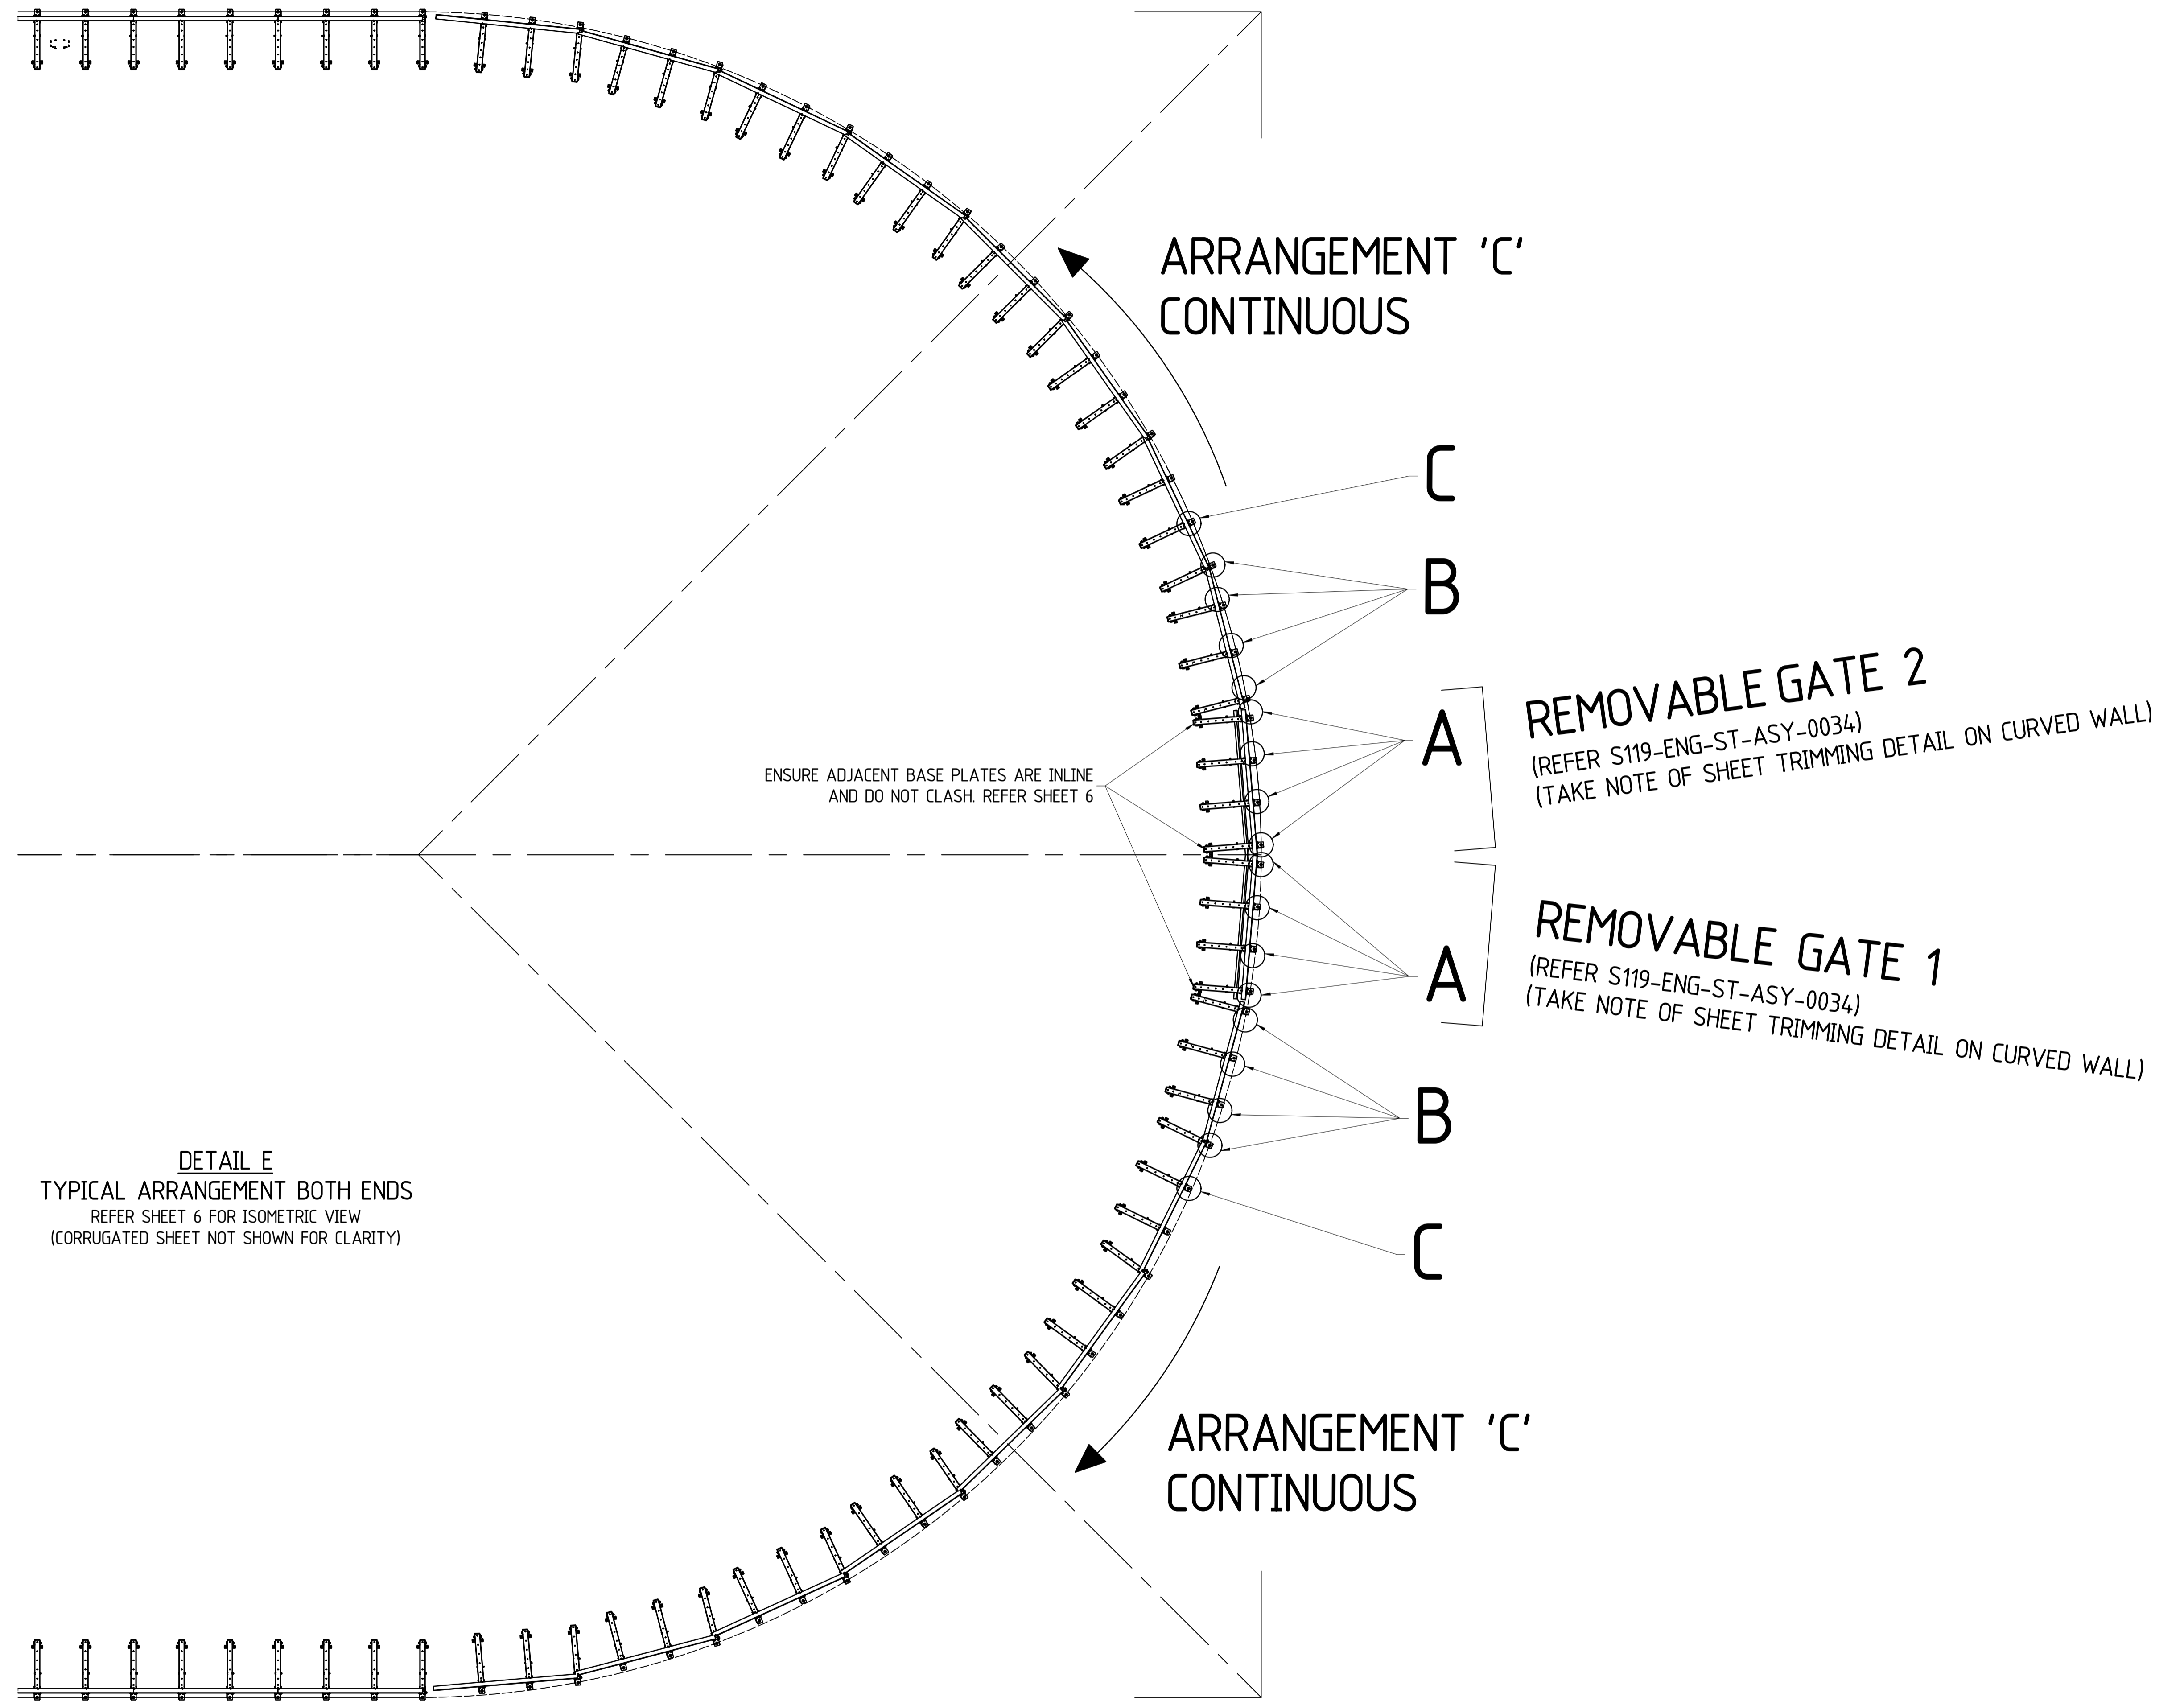 ARRANGEMENT 'C'
CONTINUOUS
C
B
REMOVABLE GATE 2
(REFER S119-ENG-ST-ASY-0034)
(TAKE NOTE OF SHEET TRIMMING DETAIL ON CURVED WALL)
A
ENSURE ADJACENT BASE PLATES ARE INLINE
AND DO NOT CLASH. REFER SHEET 6
REMOVABLE GATE 1
(REFER S119-ENG-ST-ASY-0034)
(TAKE NOTE OF SHEET TRIMMING DETAIL ON CURVED WALL)
A
B
DETAIL E
TYPICAL ARRANGEMENT BOTH ENDS
REFER SHEET 6 FOR ISOMETRIC VIEW
(CORRUGATED SHEET NOT SHOWN FOR CLARITY)
C
ARRANGEMENT 'C'
CONTINUOUS